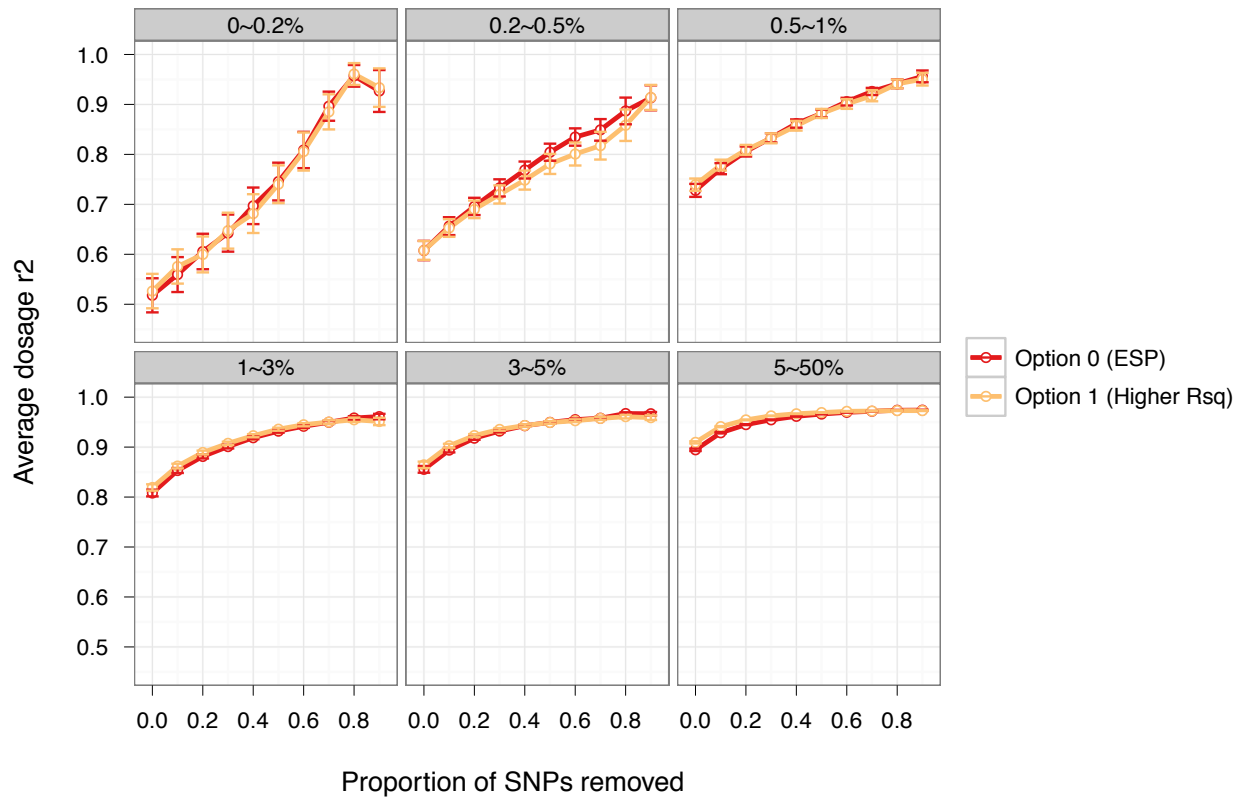 0~0.2% 0.2~0.5% 0.5~1%
1.0
0.9
0.8
0.7
0.6
0.5
1~3% 3~5% 5~50%
1.0
0.9
0.8
0.7
0.6
0.5
0.0 0.2 0.4 0.6 0.8 0.0 0.2 0.4 0.6 0.8 0.0 0.2 0.4 0.6 0.8
Average dosage r2
Proportion of SNPs removed
Option 0 (ESP)
Option 1 (Higher Rsq)